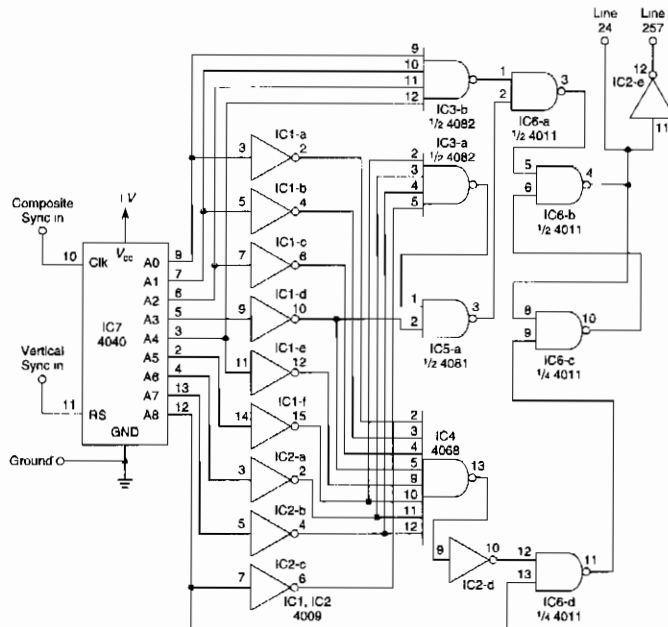 Line
24
Line
257
12
IC2-e
11
9
10
11
12
IC3-b
1/2 4082
1
2
3
IC6-a
1/2 4011
IC3-a
1/2 4082
2
3
4
5
5
6
4
IC6-b
1/2 4011
IC1-a
3
2
IC1-b
5
4
IC1-c
7
6
IC1-d
9
10
IC1-e
11
12
IC1-f
14
15
IC2-a
3
2
IC2-b
5
4
IC2-c
7
6
IC1, IC2
4009
Composite
Sync in
10
+V
Vcc
Clk
IC7
4040
A0
A1
A2
A3
A4
A5
A6
A7
A8
9
7
6
5
3
2
4
13
12
Vertical
Sync in
11
RS
GND
Ground
1
2
3
IC5-a
1/2 4081
8
9
10
IC6-c
1/4 4011
IC4
4068
2
3
4
5
9
10
11
12
13
9
10
IC2-d
12
13
11
IC6-d
1/4 4011